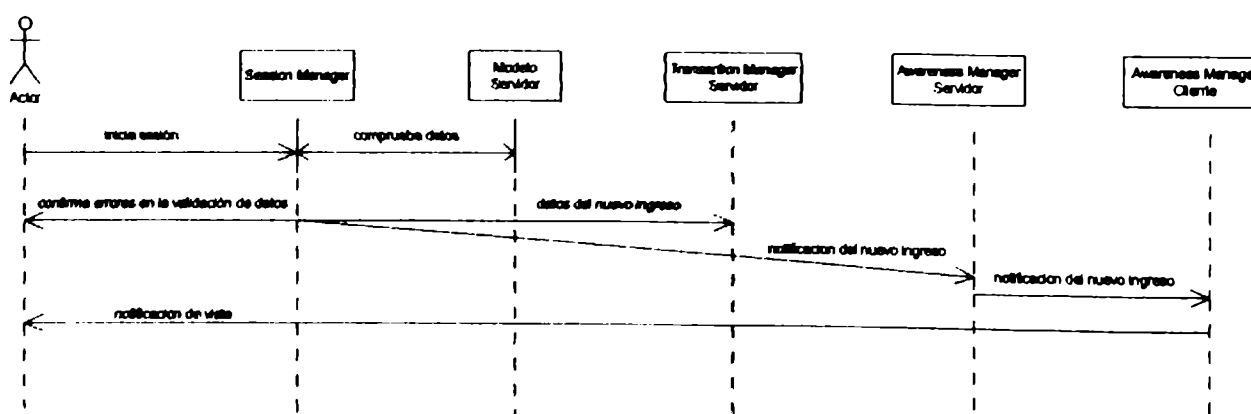 Actor
Session Manager
Modelo
Servidor
Transaction Manager
Servidor
Awareness Manager
Servidor
Awareness Manage
Cliente
inicia sesión
comprueba datos
confirma errores en la validación de datos
datos del nuevo ingreso
notificacion del nuevo ingreso
notificacion del nuevo ingreso
notificacion de vista